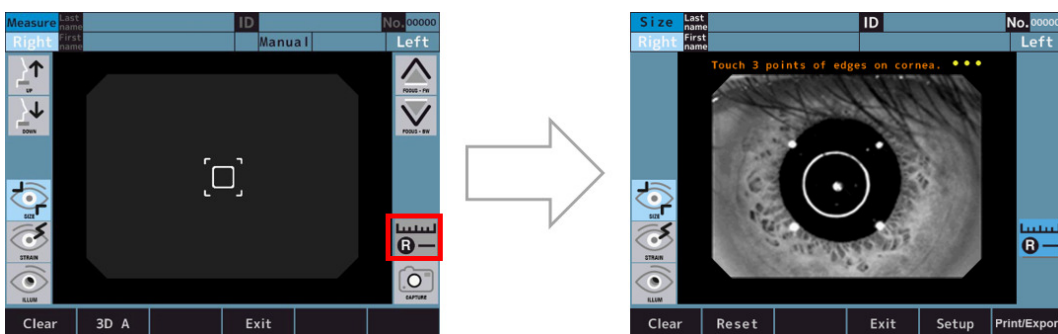 Measure Last name ID No. 00000
Right First name Manual Left
UP
DOWN
SIZE
STRAIN
ILLUM
FOCUS - FW
FOCUS - BW
R
CAPTURE
Clear 3D A Exit
Size Last name ID No. 00000
Right First name Left
Touch 3 points of edges on cornea.
SIZE
STRAIN
ILLUM
R
Clear Reset Exit Setup Print/Expor